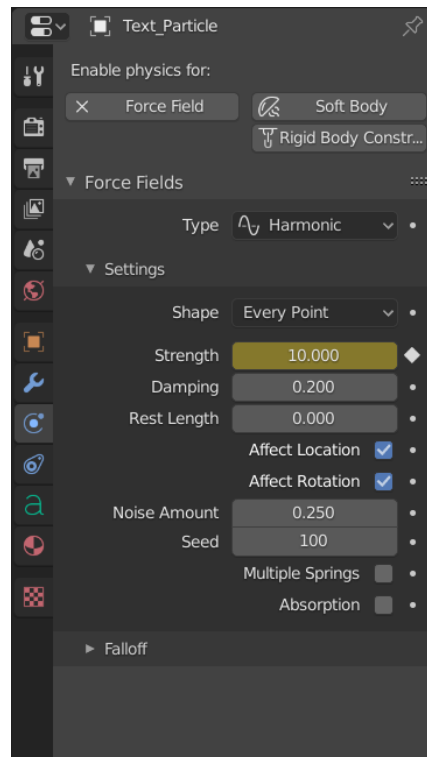 Text_Particle
Enable physics for:
Force Field
Soft Body
Rigid Body Constr...
Force Fields
Type Harmonic
Settings
Shape Every Point
Strength 10.000
Damping 0.200
Rest Length 0.000
Affect Location
Affect Rotation
Noise Amount 0.250
Seed 100
Multiple Springs
Absorption
Falloff